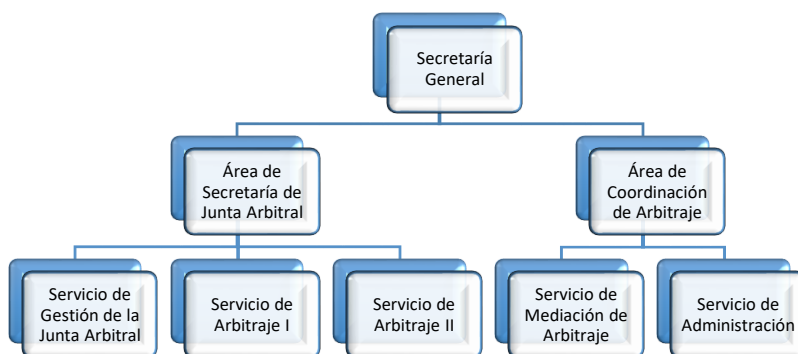 Secretaría
General
Área de
Secretaría de
Junta Arbitral
Área de
Coordinación
de Arbitraje
Servicio de
Gestión de la
Junta Arbitral
Servicio de
Arbitraje I
Servicio de
Arbitraje II
Servicio de
Mediación de
Arbitraje
Servicio de
Administración